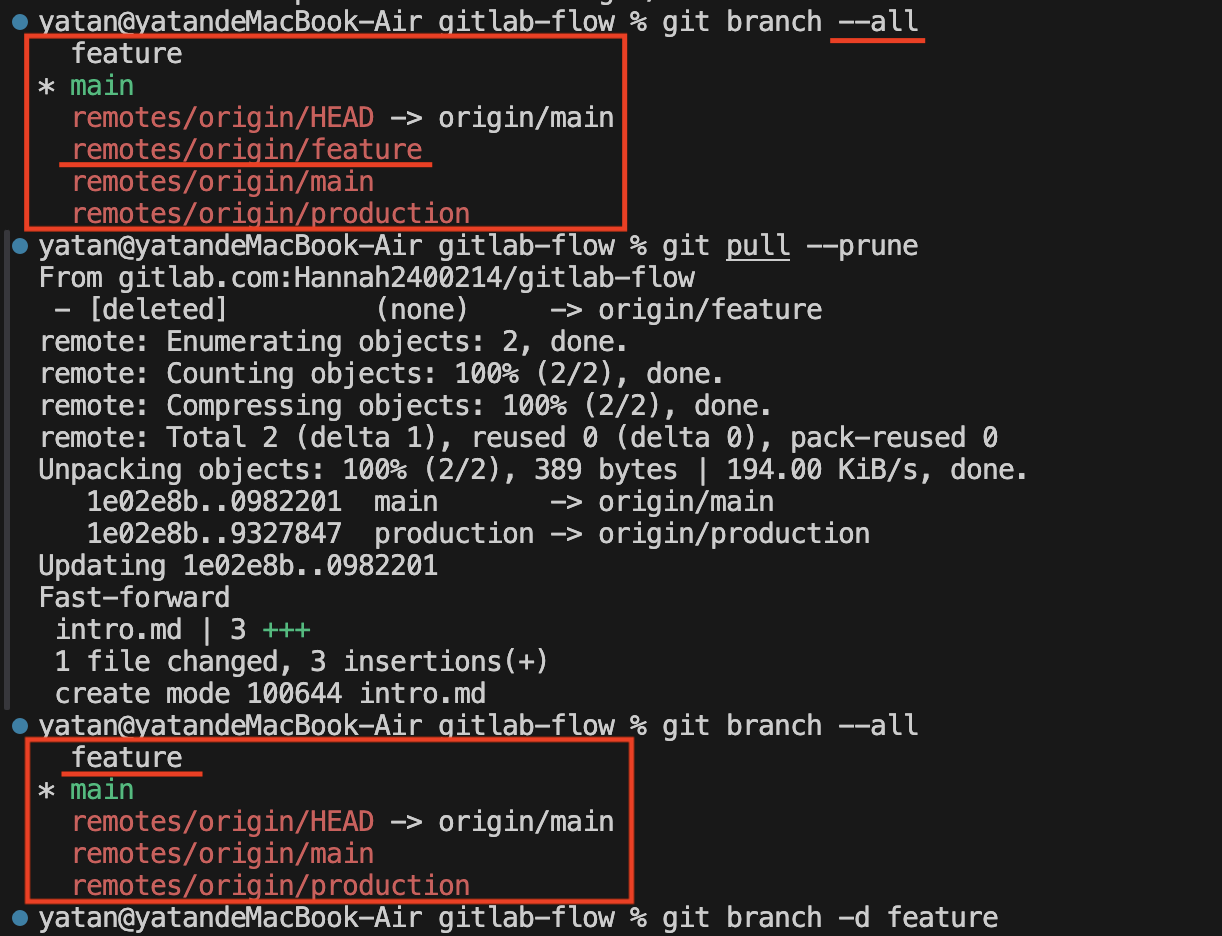 yatan@yatandeMacBook-Air gitlab-flow % git branch --all
  feature
* main
  remotes/origin/HEAD -> origin/main
  remotes/origin/feature
  remotes/origin/main
  remotes/origin/production
yatan@yatandeMacBook-Air gitlab-flow % git pull --prune
From gitlab.com:Hannah2400214/gitlab-flow
 - [deleted]         (none)     -> origin/feature
remote: Enumerating objects: 2, done.
remote: Counting objects: 100% (2/2), done.
remote: Compressing objects: 100% (2/2), done.
remote: Total 2 (delta 1), reused 0 (delta 0), pack-reused 0
Unpacking objects: 100% (2/2), 389 bytes | 194.00 KiB/s, done.
   1e02e8b..0982201  main       -> origin/main
   1e02e8b..9327847  production -> origin/production
Updating 1e02e8b..0982201
Fast-forward
 intro.md | 3 +++
 1 file changed, 3 insertions(+)
 create mode 100644 intro.md
yatan@yatandeMacBook-Air gitlab-flow % git branch --all
  feature
* main
  remotes/origin/HEAD -> origin/main
  remotes/origin/main
  remotes/origin/production
yatan@yatandeMacBook-Air gitlab-flow % git branch -d feature